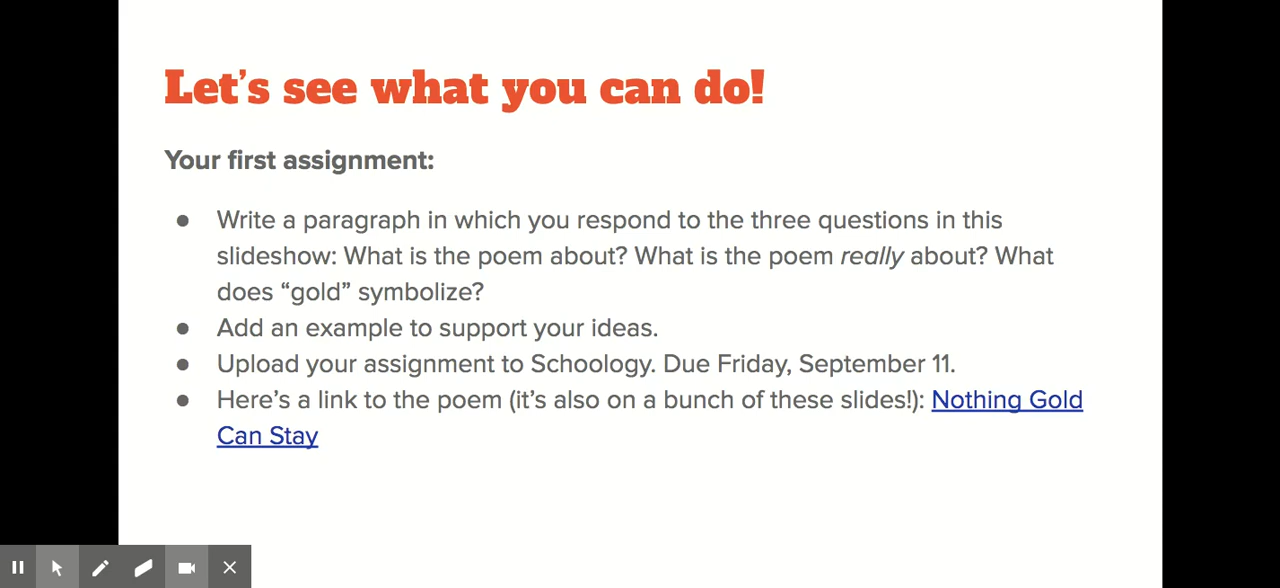 Let’s see what you can do!
Your first assignment:
● Write a paragraph in which you respond to the three questions in this
slideshow: What is the poem about? What is the poem really about? What
does “gold” symbolize?
● Add an example to support your ideas.
● Upload your assignment to Schoology. Due Friday, September 11.
● Here’s a link to the poem (it’s also on a bunch of these slides!): Nothing Gold
Can Stay